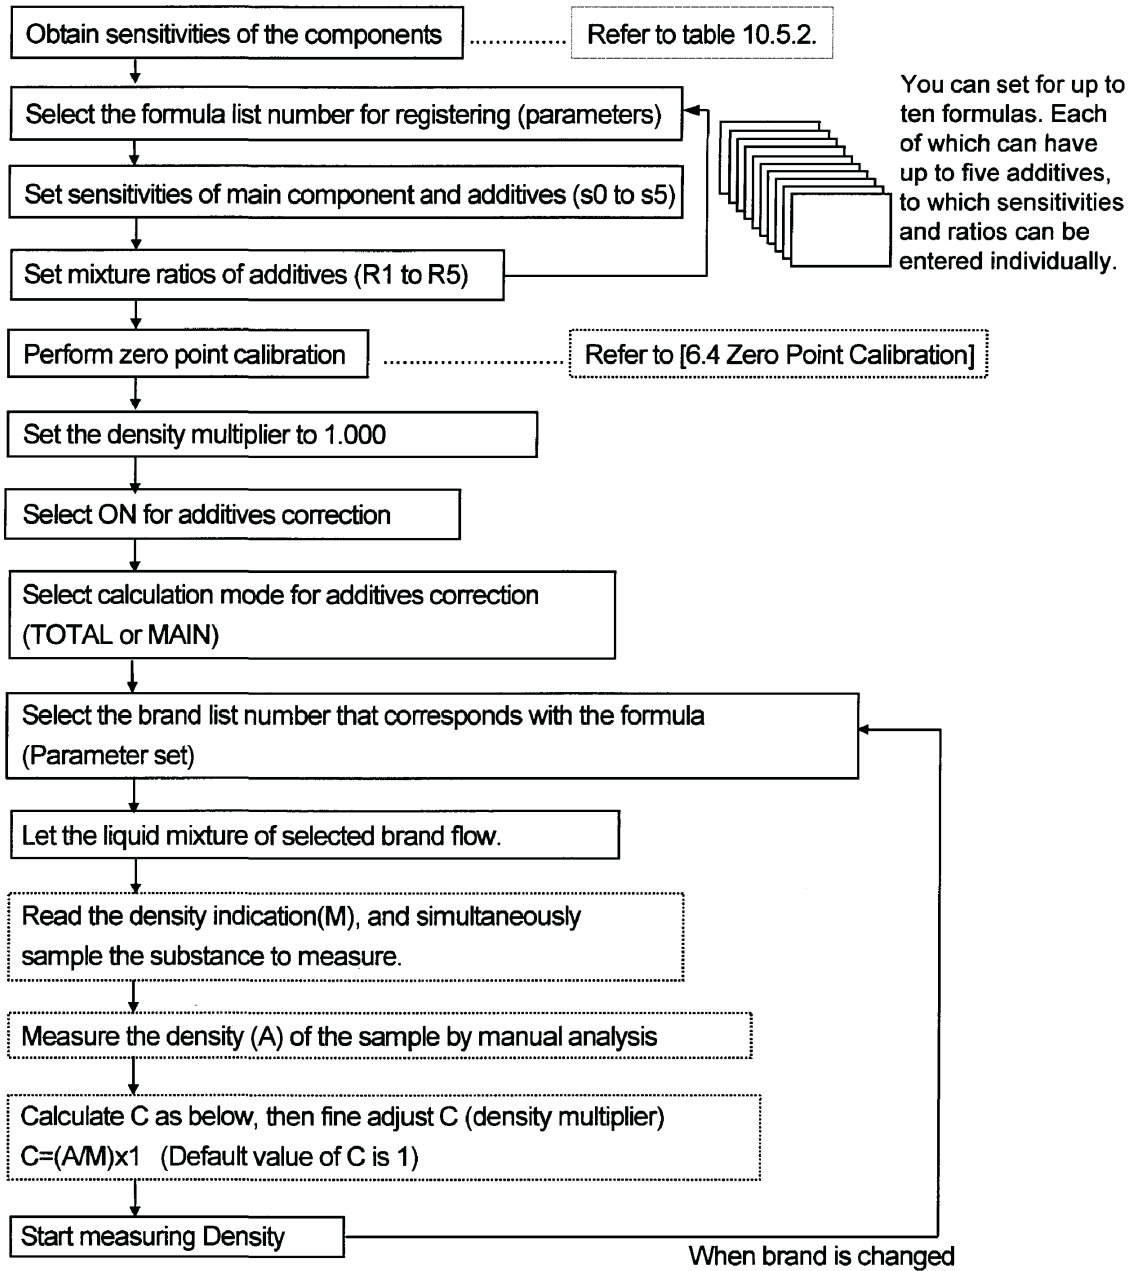 Obtain sensitivities of the components
Refer to table 10.5.2.
Select the formula list number for registering (parameters)
You can set for up to
ten formulas. Each
of which can have
up to five additives,
to which sensitivities
and ratios can be
entered individually.
Set sensitivities of main component and additives (s0 to s5)
Set mixture ratios of additives (R1 to R5)
Perform zero point calibration
Refer to [6.4 Zero Point Calibration]
Set the density multiplier to 1.000
Select ON for additives correction
Select calculation mode for additives correction
(TOTAL or MAIN)
Select the brand list number that corresponds with the formula
(Parameter set)
Let the liquid mixture of selected brand flow.
Read the density indication(M), and simultaneously
sample the substance to measure.
Measure the density (A) of the sample by manual analysis
Calculate C as below, then fine adjust C (density multiplier)
C=(A/M)x1 (Default value of C is 1)
Start measuring Density
When brand is changed